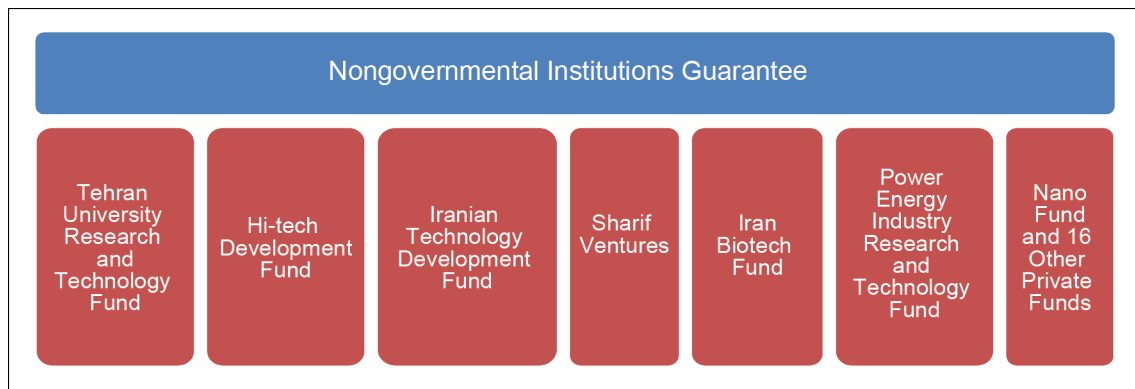 Nongovernmental Institutions Guarantee
Tehran
University
Research
and
Technology
Fund
Hi-tech
Development
Fund
Iranian
Technology
Development
Fund
Sharif
Ventures
Iran
Biotech
Fund
Power
Energy
Industry
Research
and
Technology
Fund
Nano
Fund
and 16
Other
Private
Funds